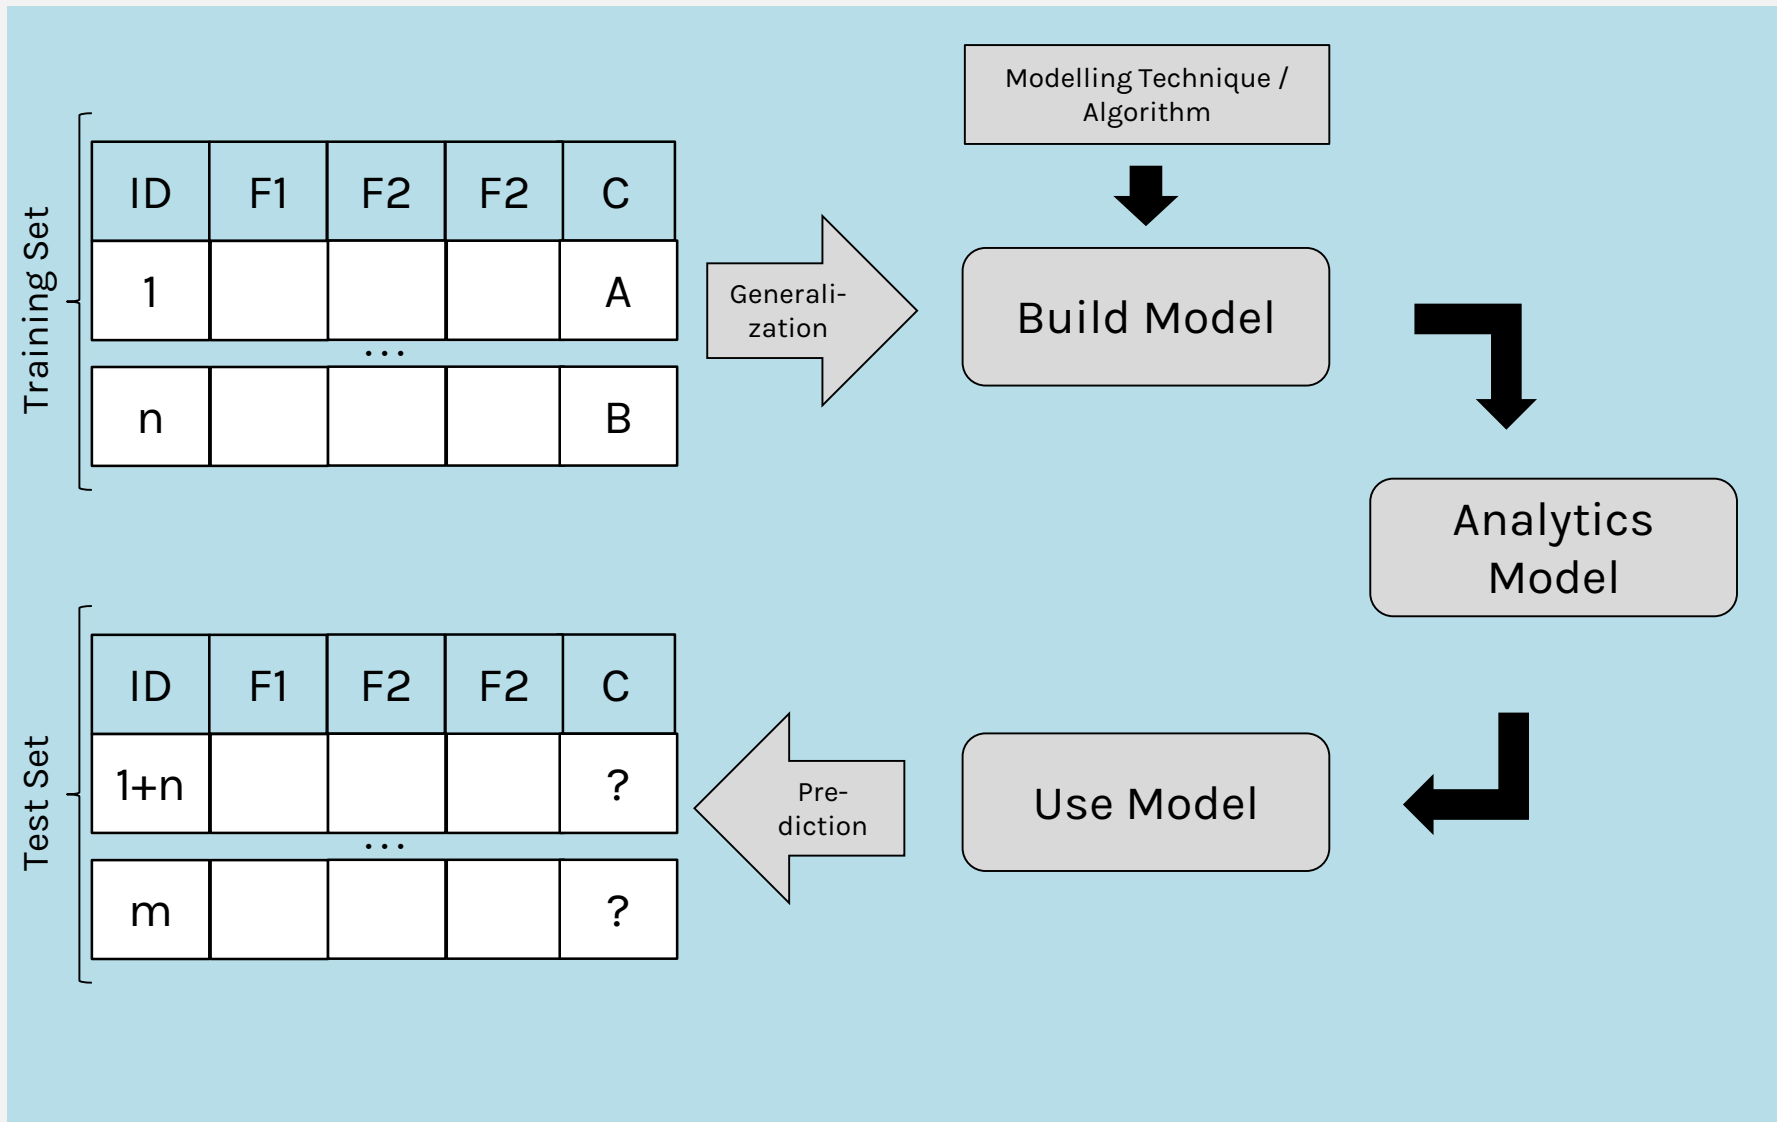 Modelling Technique /
Algorithm
Training Set
ID F1 F2 F2 C
1 A
...
n B
Generali-
zation
Build Model
Analytics
Model
Test Set
ID F1 F2 F2 C
1+n ?
...
m ?
Pre-
diction
Use Model